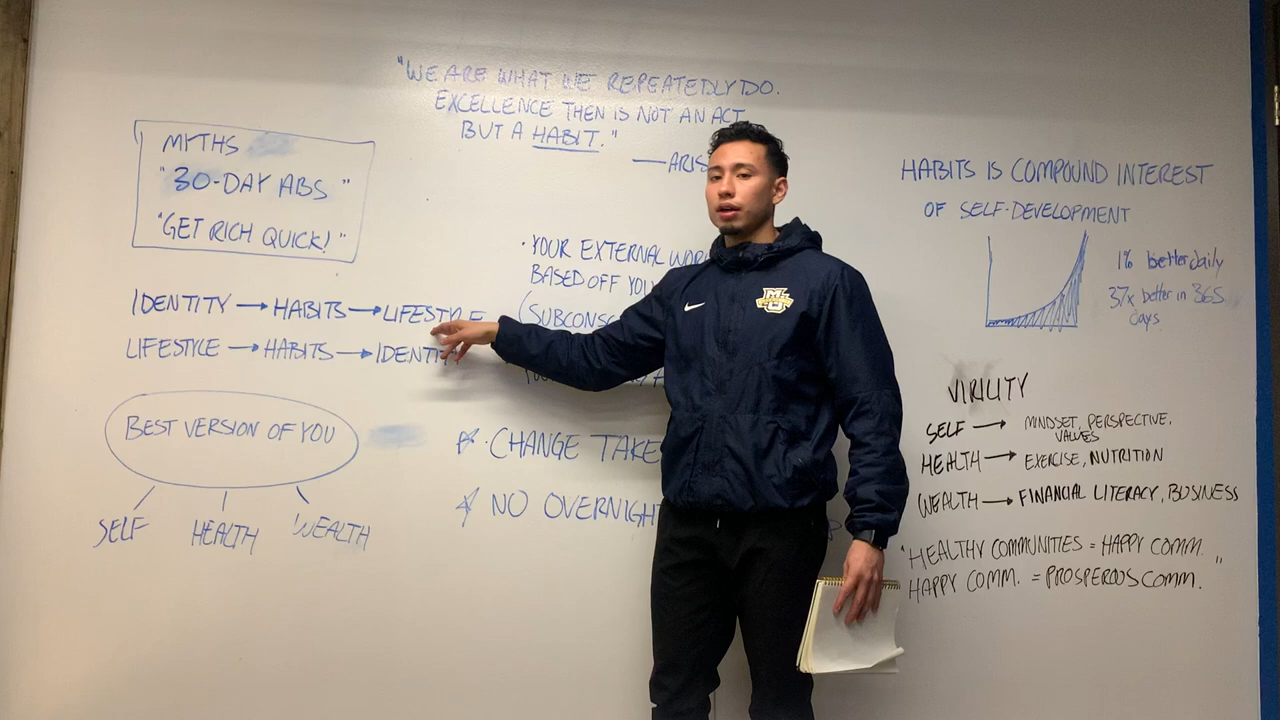 "WE ARE WHAT WE REPEATEDLY DO.
EXCELLENCE THEN IS NOT AN ACT
BUT A HABIT."
— ARIS
MYTHS
"30-DAY ABS"
"GET RICH QUICK!"
IDENTITY → HABITS → LIFESTYLE
LIFESTYLE → HABITS → IDENTITY
BEST VERSION OF YOU
SELF
HEALTH
WEALTH
· YOUR EXTERNAL WOR
BASED OFF YOU
(SUBCONSC
· CHANGE TAKE
NO OVERNIGHT
HABITS IS COMPOUND INTEREST
OF SELF-DEVELOPMENT
1% better daily
37x better in 365
days
VIRILITY
SELF → MINDSET, PERSPECTIVE,
VALUES
HEALTH → EXERCISE, NUTRITION
WEALTH → FINANCIAL LITERACY, BUSINESS
"HEALTHY COMMUNITIES = HAPPY COMM.
HAPPY COMM. = PROSPEROUS COMM."
MU